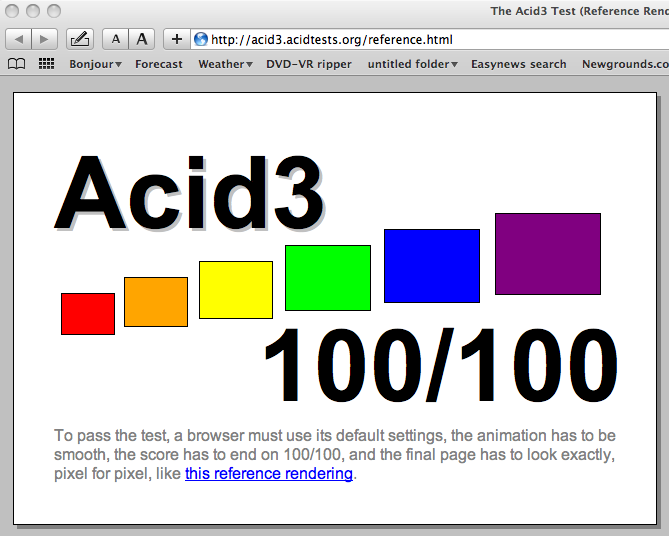 The Acid3 Test (Reference Ren
A A + http://acid3.acidtests.org/reference.html
Bonjour Forecast Weather DVD-VR ripper untitled folder Easynews search Newgrounds.co
Acid3
100/100
To pass the test, a browser must use its default settings, the animation has to be
smooth, the score has to end on 100/100, and the final page has to look exactly,
pixel for pixel, like this reference rendering.